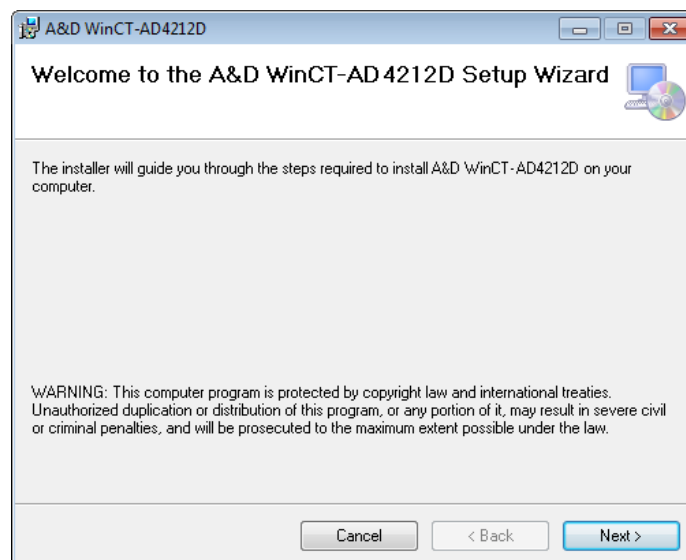 A&D WinCT-AD4212D
Welcome to the A&D WinCT-AD4212D Setup Wizard
The installer will guide you through the steps required to install A&D WinCT-AD4212D on your
computer.
WARNING: This computer program is protected by copyright law and international treaties.
Unauthorized duplication or distribution of this program, or any portion of it, may result in severe civil
or criminal penalties, and will be prosecuted to the maximum extent possible under the law.
Cancel < Back Next >